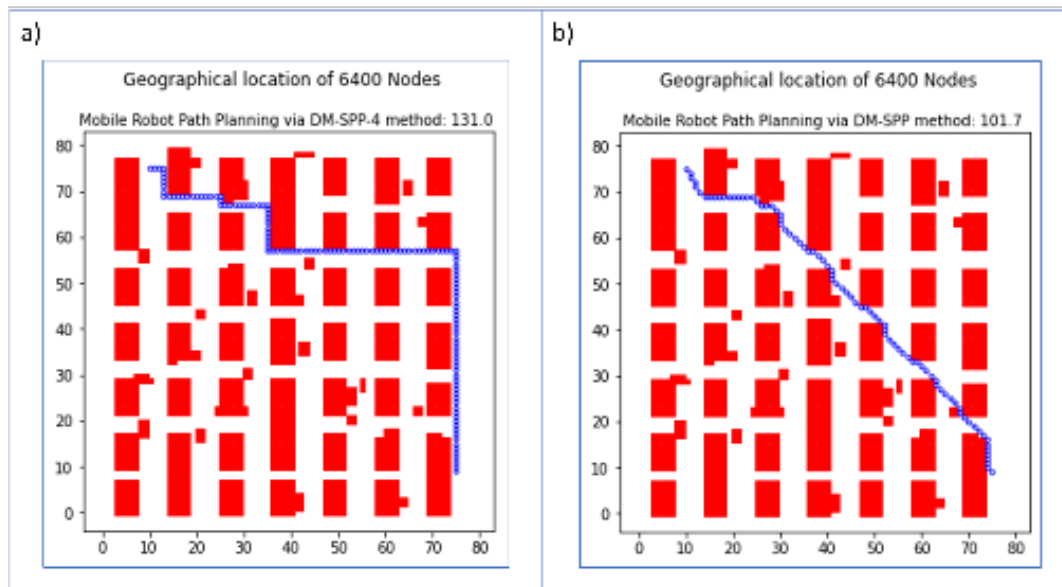 a)
Geographical location of 6400 Nodes
Mobile Robot Path Planning via DM-SPP-4 method: 131.0
80
70
60
50
40
30
20
10
0
0 10 20 30 40 50 60 70 80
b)
Geographical location of 6400 Nodes
Mobile Robot Path Planning via DM-SPP method: 101.7
80
70
60
50
40
30
20
10
0
0 10 20 30 40 50 60 70 80